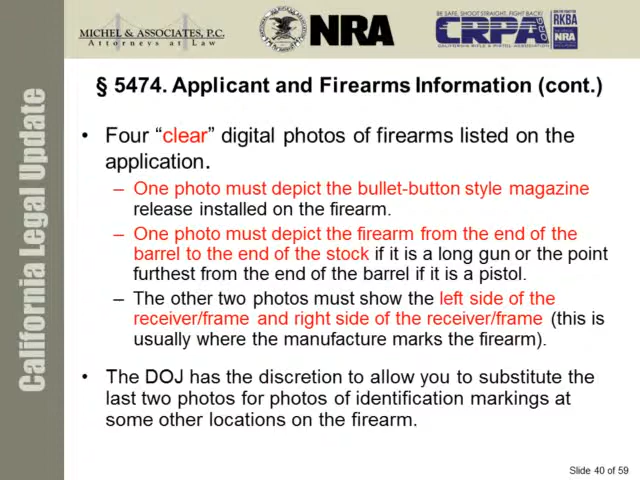 MICHEL & ASSOCIATES, P.C.
Attorneys at Law
NRA
BE SAFE, SHOOT STRAIGHT, FIGHT BACK!
CRPA.ORG
CALIFORNIA RIFLE & PISTOL ASSOCIATION
RKBA
NRA
California Legal Update
§ 5474. Applicant and Firearms Information (cont.)
• Four “clear” digital photos of firearms listed on the
application.
– One photo must depict the bullet-button style magazine
release installed on the firearm.
– One photo must depict the firearm from the end of the
barrel to the end of the stock if it is a long gun or the point
furthest from the end of the barrel if it is a pistol.
– The other two photos must show the left side of the
receiver/frame and right side of the receiver/frame (this is
usually where the manufacture marks the firearm).
• The DOJ has the discretion to allow you to substitute the
last two photos for photos of identification markings at
some other locations on the firearm.
Slide 40 of 59